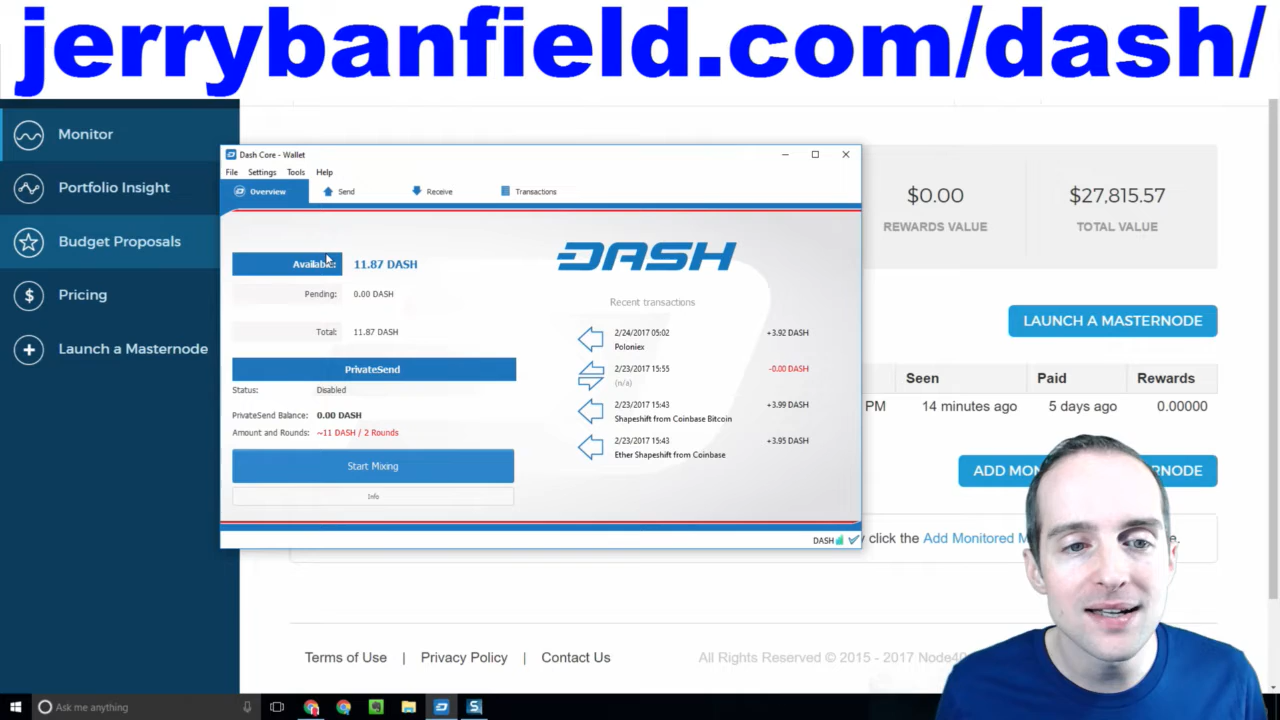 jerrybanfield.com/dash/
Monitor
Portfolio Insight
Budget Proposals
Pricing
Launch a Masternode
$0.00
REWARDS VALUE
$27,815.57
TOTAL VALUE
LAUNCH A MASTERNODE
Seen
Paid
Rewards
PM
14 minutes ago
5 days ago
0.00000
Dash Core - Wallet
File
Settings
Tools
Help
Overview
Send
Receive
Transactions
Available:
11.87 DASH
Pending:
0.00 DASH
Total:
11.87 DASH
PrivateSend
Status:
Disabled
PrivateSend Balance:
0.00 DASH
Amount and Rounds:
~11 DASH / 2 Rounds
Start Mixing
Info
DASH
Recent transactions
2/24/2017 05:02
+3.92 DASH
Poloniex
2/23/2017 15:55
-0.00 DASH
(n/a)
2/23/2017 15:43
+3.99 DASH
Shapeshift from Coinbase Bitcoin
2/23/2017 15:43
+3.95 DASH
Ether Shapeshift from Coinbase
DASH
ADD MO
NODE
click the Add Monitored M
Terms of Use | Privacy Policy | Contact Us
All Rights Reserved © 2015 - 2017 Node40
Ask me anything